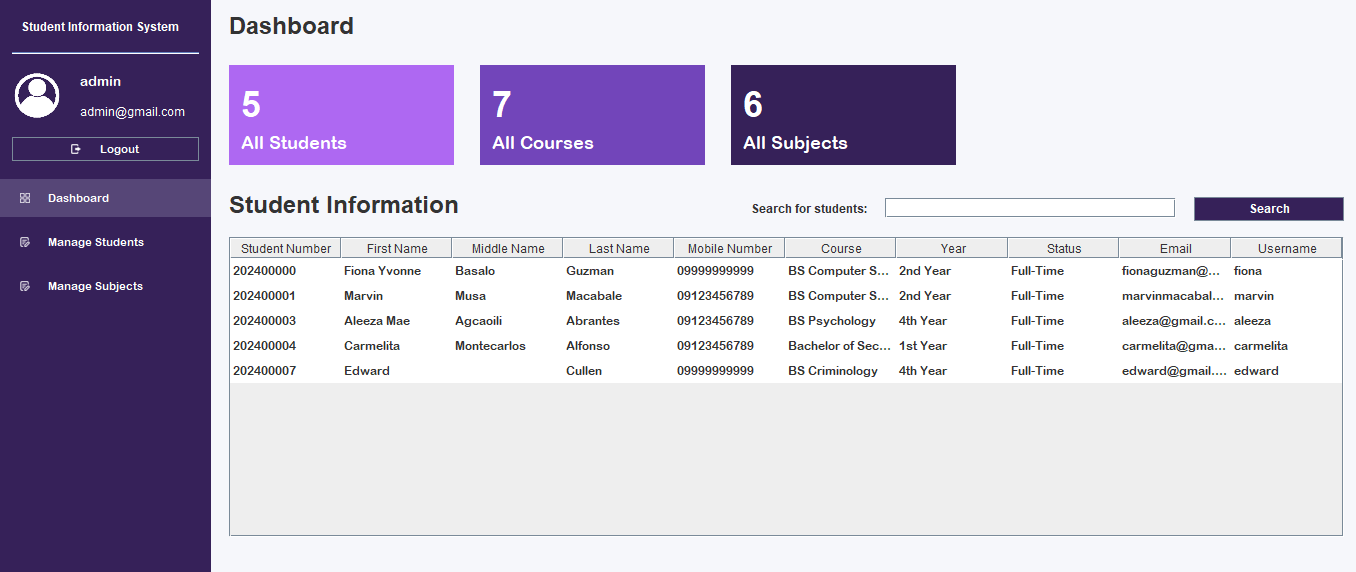 Student Information System
admin
admin@gmail.com
Logout
Dashboard
Manage Students
Manage Subjects
Dashboard
5
All Students
7
All Courses
6
All Subjects
Student Information
Search for students:
Search
Student Number First Name Middle Name Last Name Mobile Number Course Year Status Email Username
202400000 Fiona Yvonne Basalo Guzman 09999999999 BS Computer S... 2nd Year Full-Time fionaguzman@... fiona
202400001 Marvin Musa Macabale 09123456789 BS Computer S... 2nd Year Full-Time marvinmacabal... marvin
202400003 Aleeza Mae Agcaoili Abrantes 09123456789 BS Psychology 4th Year Full-Time aleeza@gmail.c... aleeza
202400004 Carmelita Montecarlos Alfonso 09123456789 Bachelor of Sec... 1st Year Full-Time carmelita@gma... carmelita
202400007 Edward Cullen 09999999999 BS Criminology 4th Year Full-Time edward@gmail.... edward